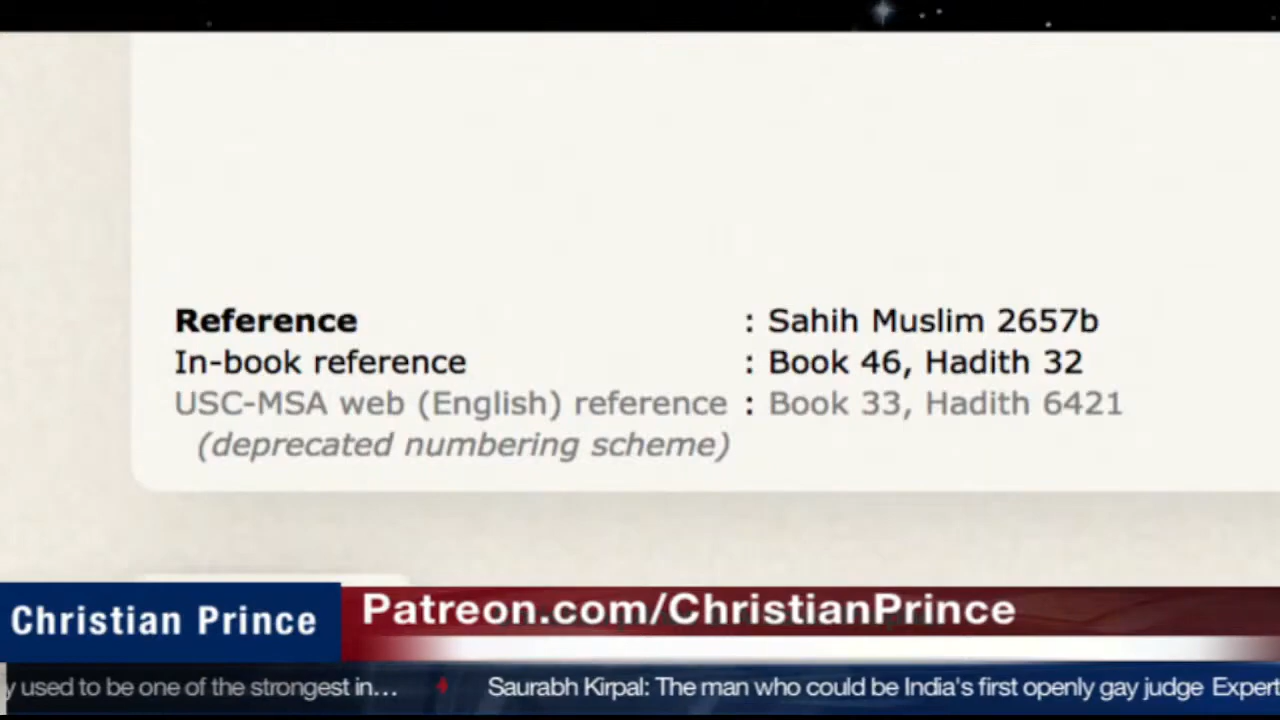 Reference : Sahih Muslim 2657b
In-book reference : Book 46, Hadith 32
USC-MSA web (English) reference : Book 33, Hadith 6421
(deprecated numbering scheme)
Christian Prince
Patreon.com/ChristianPrince
y used to be one of the strongest in… Saurabh Kirpal: The man who could be India's first openly gay judge Expert